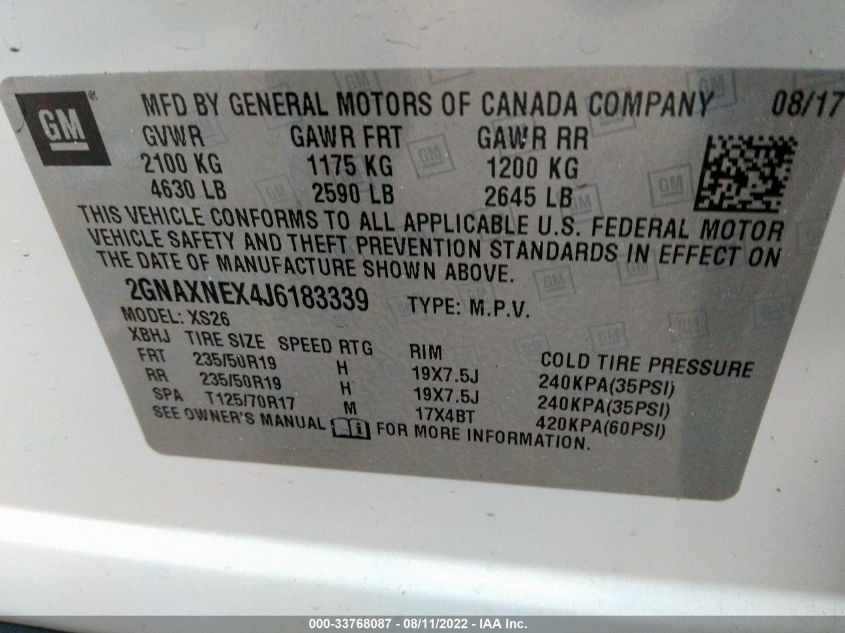 GM ® MFD BY GENERAL MOTORS OF CANADA COMPANY 08/17
GVWR GAWR FRT GAWR RR
2100 KG 1175 KG 1200 KG
4630 LB 2590 LB 2645 LB
THIS VEHICLE CONFORMS TO ALL APPLICABLE U.S. FEDERAL MOTOR
VEHICLE SAFETY AND THEFT PREVENTION STANDARDS IN EFFECT ON
THE DATE OF MANUFACTURE SHOWN ABOVE.
2GNAXNEX4J6183339 TYPE: M.P.V.
MODEL: XS26
XBHJ TIRE SIZE SPEED RTG RIM COLD TIRE PRESSURE
FRT 235/50R19 H 19X7.5J 240KPA(35PSI)
RR 235/50R19 H 19X7.5J 240KPA(35PSI)
SPA T125/70R17 M 17X4BT 420KPA(60PSI)
SEE OWNER'S MANUAL i FOR MORE INFORMATION.
000-33768087 - 08/11/2022 - IAA Inc.